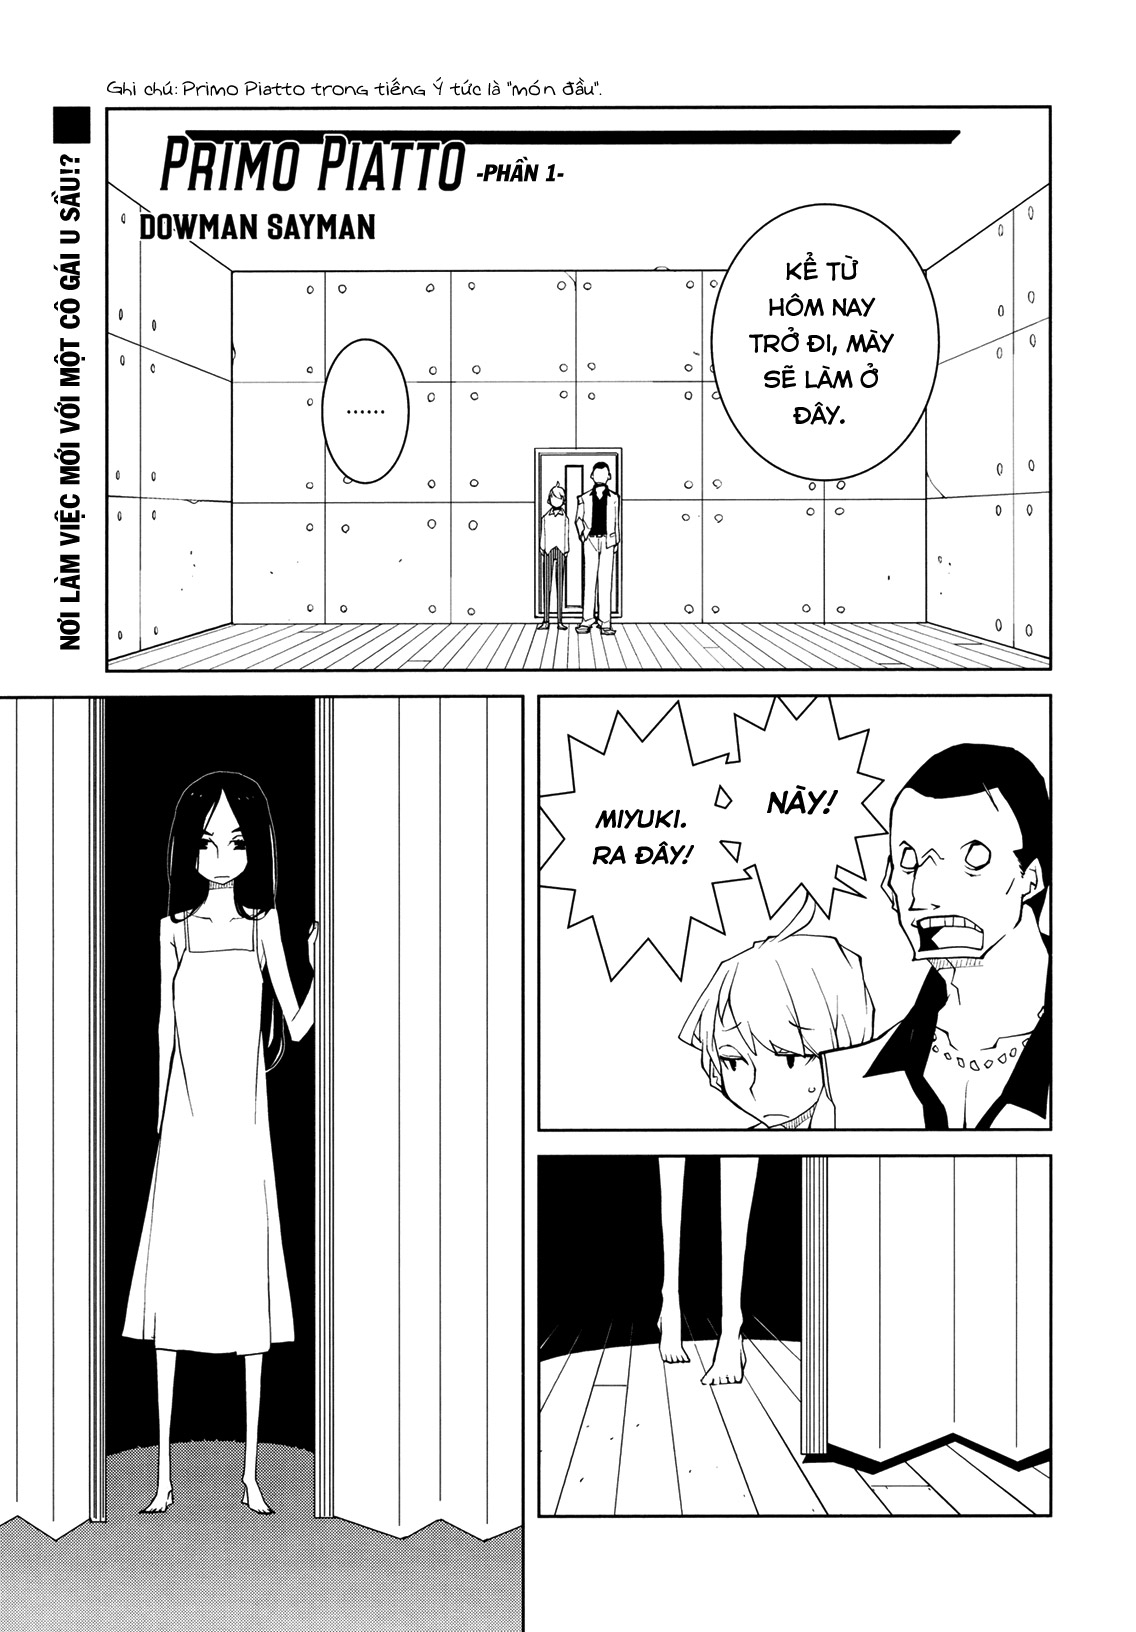 Ghi chú: Primo Piatto trong tiếng Ý tức là "món đầu".
NƠI LÀM VIỆC MỚI VỚI MỘT CÔ GÁI U SẦU!?
PRIMO PIATTO -PHẦN 1-
DOWMAN SAYMAN
KỂ TỪ
HÔM NAY
TRỞ ĐI, MÀY
SẼ LÀM Ở
ĐÂY.
......
NÀY!
MIYUKI.
RA ĐÂY!